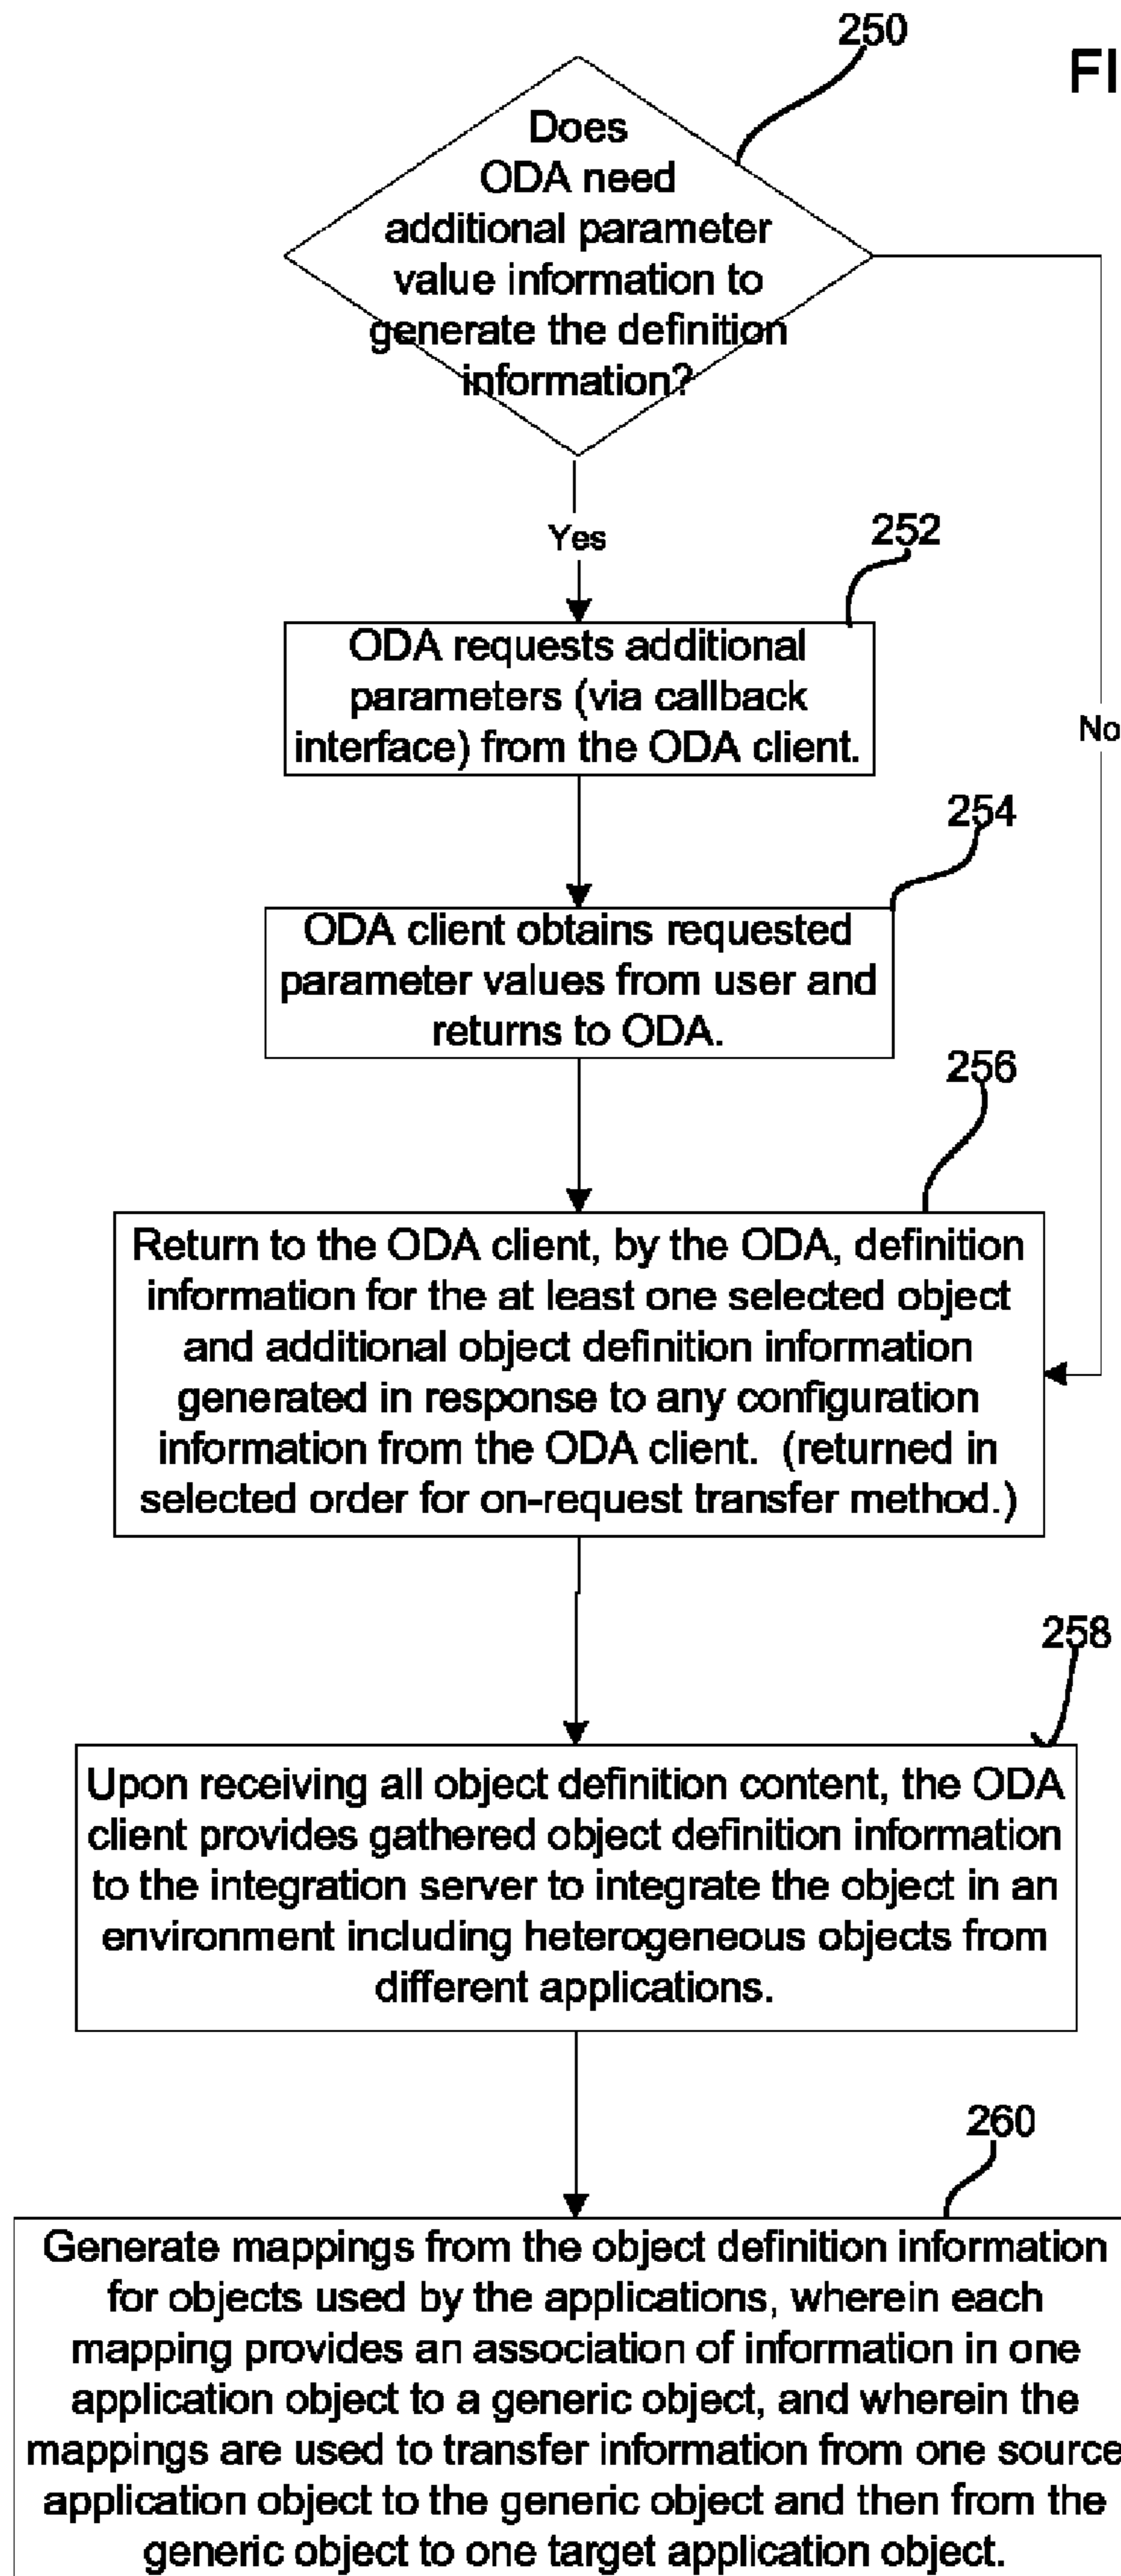 250
FI
Does
ODA need
additional parameter
value information to
generate the definition
information?
Yes
252
ODA requests additional
parameters (via callback
interface) from the ODA client.
No
254
ODA client obtains requested
parameter values from user and
returns to ODA.
256
Return to the ODA client, by the ODA, definition
information for the at least one selected object
and additional object definition information
generated in response to any configuration
information from the ODA client. (returned in
selected order for on-request transfer method.)
258
Upon receiving all object definition content, the ODA
client provides gathered object definition information
to the integration server to integrate the object in an
environment including heterogeneous objects from
different applications.
260
Generate mappings from the object definition information
for objects used by the applications, wherein each
mapping provides an association of information in one
application object to a generic object, and wherein the
mappings are used to transfer information from one source
application object to the generic object and then from the
generic object to one target application object.